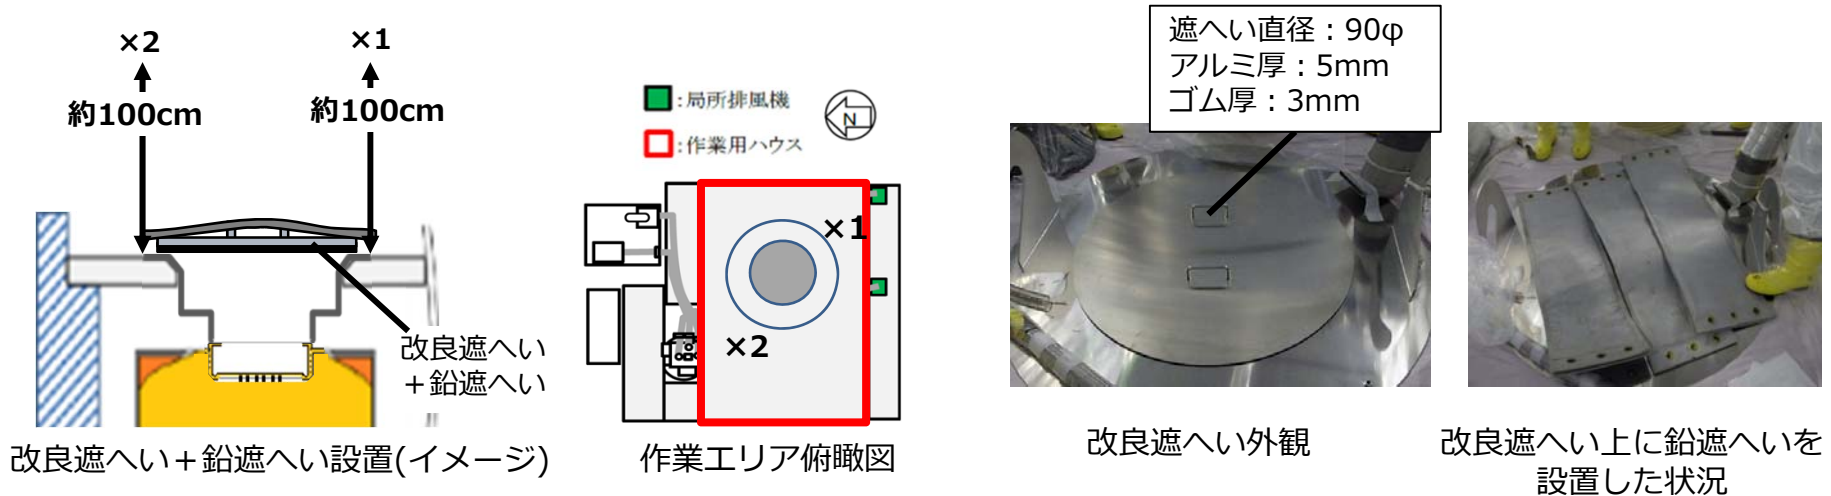 ×2
×1
約100cm
約100cm
改良遮へい
＋鉛遮へい
改良遮へい＋鉛遮へい設置(イメージ)
:局所排風機
:作業用ハウス
N
×1
×2
作業エリア俯瞰図
遮へい直径：90φ
アルミ厚：5mm
ゴム厚：3mm
改良遮へい外観
改良遮へい上に鉛遮へいを
設置した状況